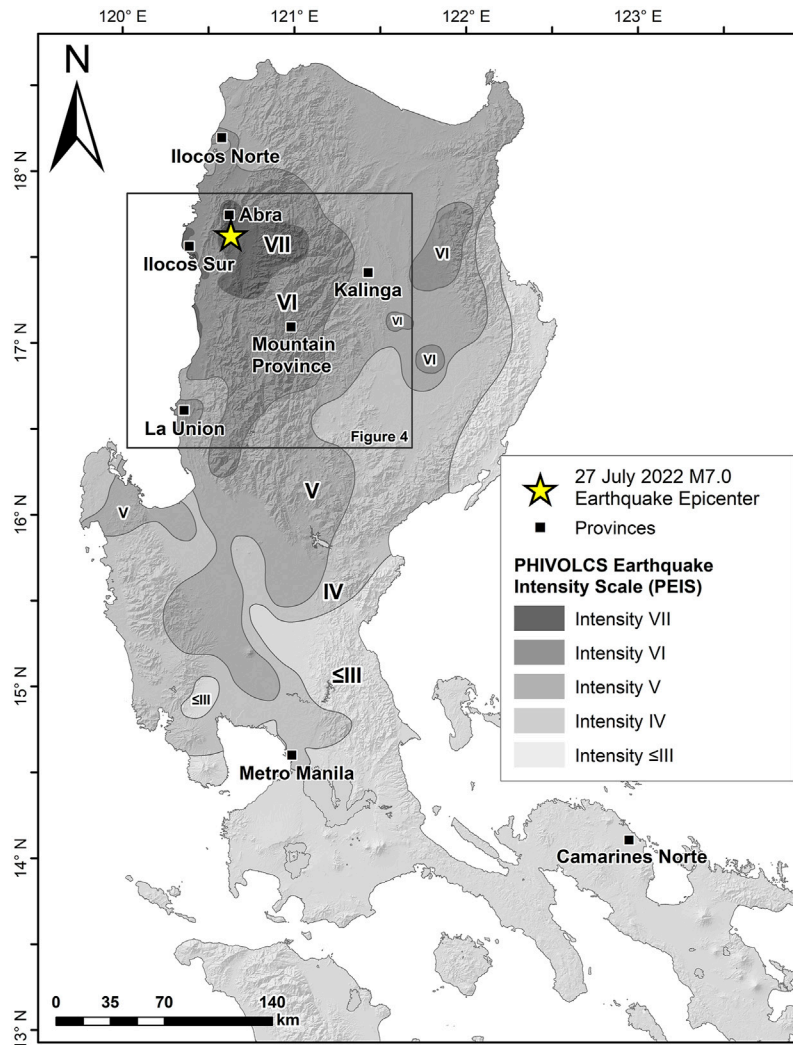 120° E
121° E
122° E
123° E
N
18° N
17° N
16° N
15° N
14° N
13° N
Ilocos Norte
Abra
VII
Ilocos Sur
VI
Kalinga
VI
VI
Mountain
Province
VI
La Union
Figure 4
V
V
IV
≤III
≤III
Metro Manila
Camarines Norte
27 July 2022 M7.0
Earthquake Epicenter
Provinces
PHIVOLCS Earthquake
Intensity Scale (PEIS)
Intensity VII
Intensity VI
Intensity V
Intensity IV
Intensity ≤III
0 35 70 140
km